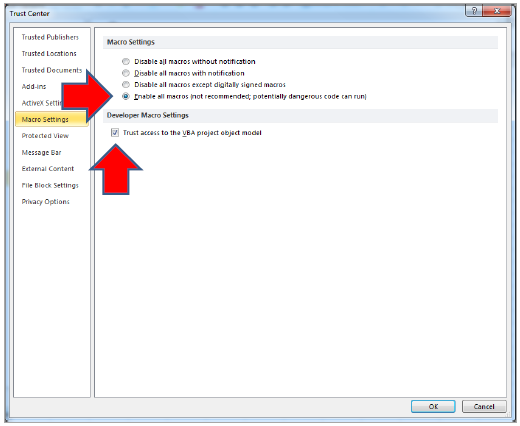 Trust Center
Trusted Publishers
Trusted Locations
Trusted Documents
Add-ins
ActiveX Setti
Macro Settings
Protected View
Message Bar
External Content
File Block Settings
Privacy Options
Macro Settings
Disable all macros without notification
Disable all macros with notification
Disable all macros except digitally signed macros
Enable all macros (not recommended; potentially dangerous code can run)
Developer Macro Settings
Trust access to the VBA project object model
OK
Cancel